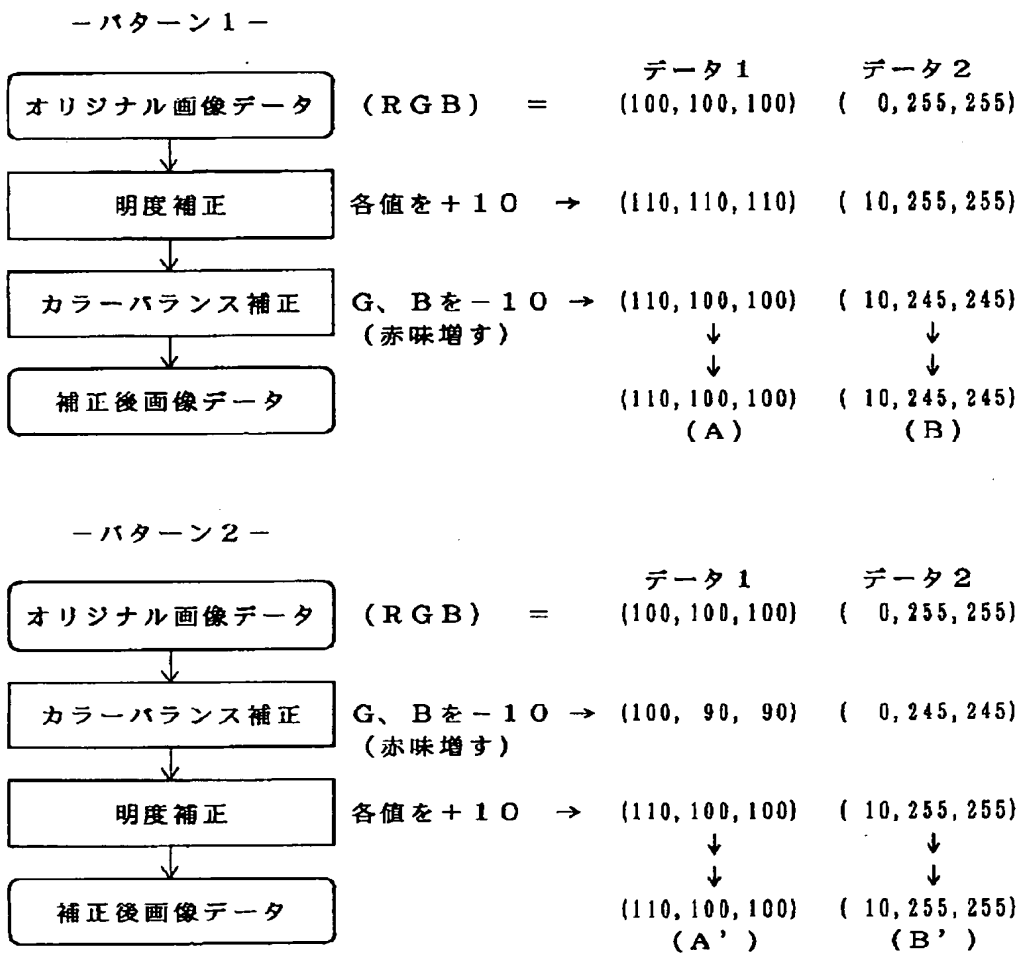 －パターン１－
データ１ データ２
オリジナル画像データ (ＲＧＢ) ＝ (100,100,100) ( 0,255,255)
明度補正 各値を＋１０ → (110,110,110) ( 10,255,255)
カラーバランス補正 Ｇ、Ｂを－１０ → (110,100,100) ( 10,245,245)
(赤味増す) ↓ ↓
↓ ↓
補正後画像データ (110,100,100) ( 10,245,245)
(Ａ) (Ｂ)
－パターン２－
データ１ データ２
オリジナル画像データ (ＲＧＢ) ＝ (100,100,100) ( 0,255,255)
カラーバランス補正 Ｇ、Ｂを－１０ → (100, 90, 90) ( 0,245,245)
(赤味増す)
明度補正 各値を＋１０ → (110,100,100) ( 10,255,255)
↓ ↓
↓ ↓
補正後画像データ (110,100,100) ( 10,255,255)
(Ａ’) (Ｂ’)